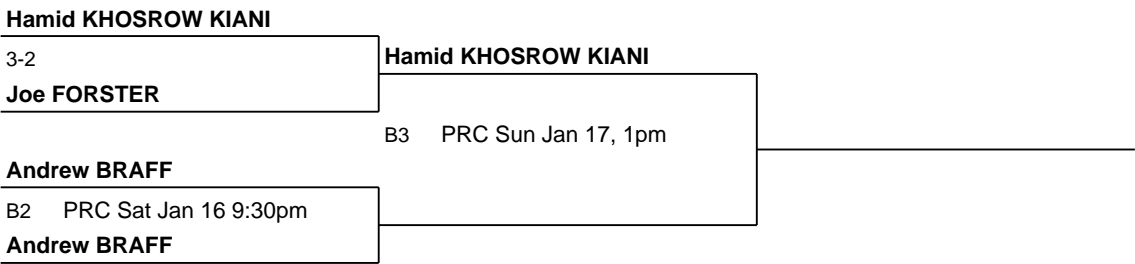 Hamid KHOSROW KIANI
3-2
Hamid KHOSROW KIANI
Joe FORSTER
B3 PRC Sun Jan 17, 1pm
Andrew BRAFF
B2 PRC Sat Jan 16 9:30pm
Andrew BRAFF